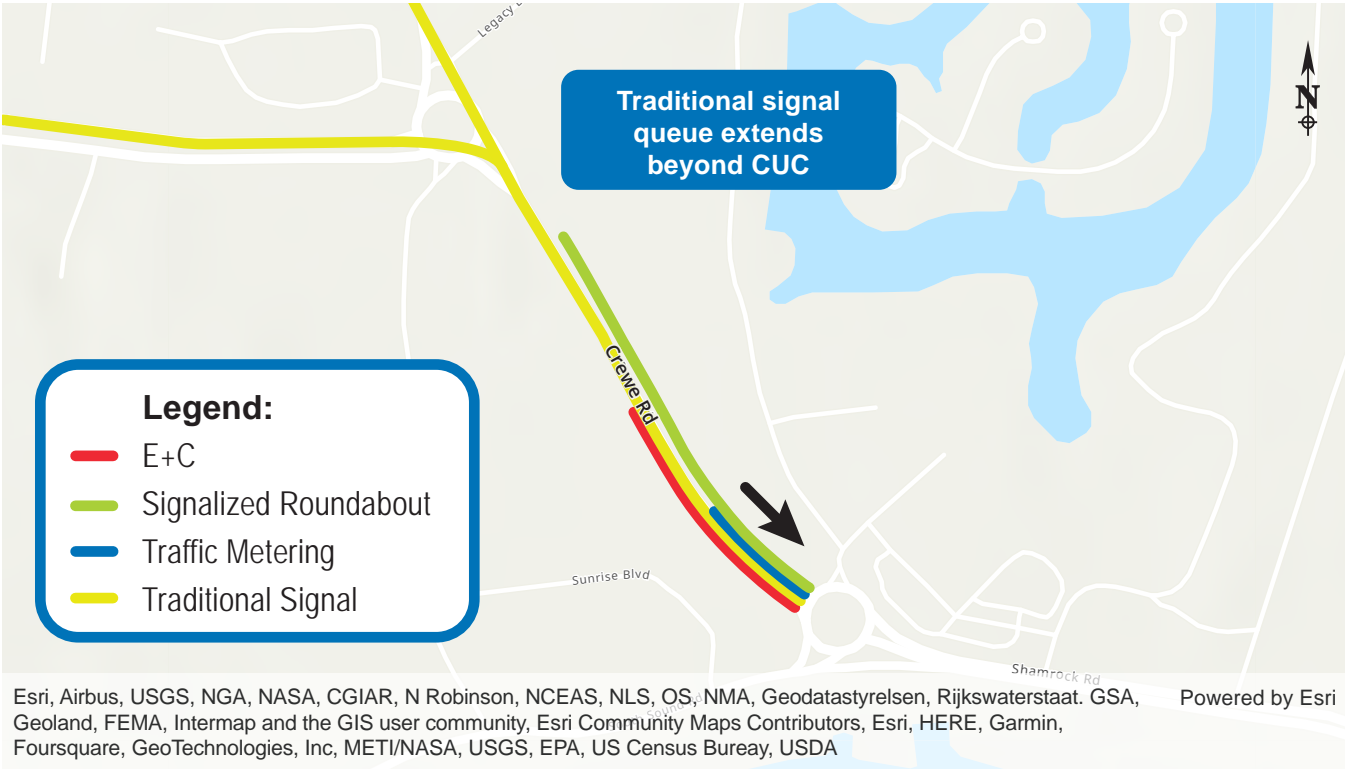 Legacy
Traditional signal
queue extends
beyond CUC
N
Crewe Rd
Legend:
E+C
Signalized Roundabout
Traffic Metering
Traditional Signal
Sunrise Blvd
Shamrock Rd
Sound Rd
Esri, Airbus, USGS, NGA, NASA, CGIAR, N Robinson, NCEAS, NLS, OS, NMA, Geodatastyrelsen, Rijkswaterstaat. GSA,
Geoland, FEMA, Intermap and the GIS user community, Esri Community Maps Contributors, Esri, HERE, Garmin,
Foursquare, GeoTechnologies, Inc, METI/NASA, USGS, EPA, US Census Bureay, USDA
Powered by Esri